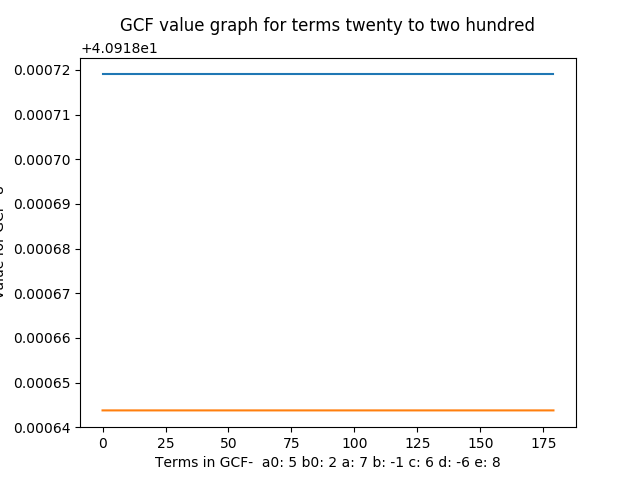 GCF value graph for terms twenty to two hundred
+4.0918e1
0.00072
0.00071
0.00070
0.00069
0.00068
0.00067
0.00066
0.00065
0.00064
0 25 50 75 100 125 150 175
Terms in GCF- a0: 5 b0: 2 a: 7 b: -1 c: 6 d: -6 e: 8